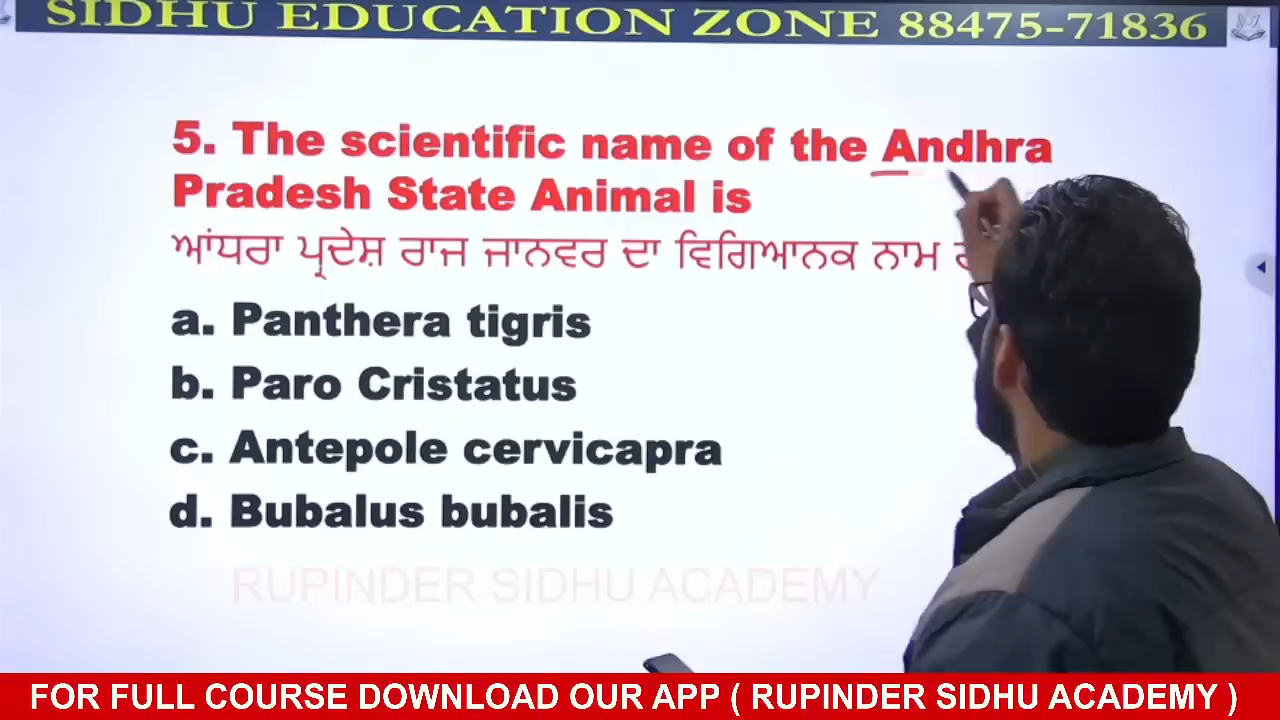 SIDHU EDUCATION ZONE 88475-71836
5. The scientific name of the Andhra
Pradesh State Animal is
ਆਂਧਰਾ ਪ੍ਰਦੇਸ਼ ਰਾਜ ਜਾਨਵਰ ਦਾ ਵਿਗਿਆਨਕ ਨਾਮ
a. Panthera tigris
b. Paro Cristatus
c. Antepole cervicapra
d. Bubalus bubalis
RUPINDER SIDHU ACADEMY
FOR FULL COURSE DOWNLOAD OUR APP ( RUPINDER SIDHU ACADEMY )